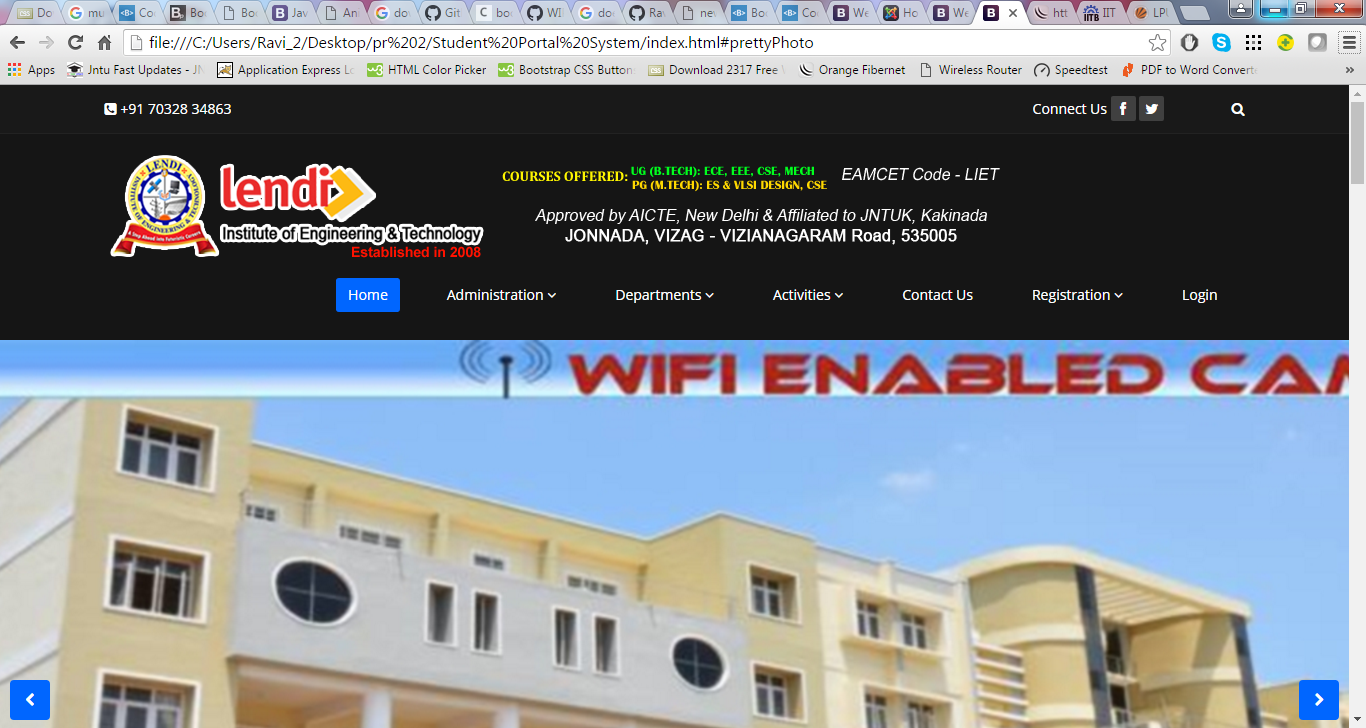 Do
mu
Co
Bo
Bo
Jav
An
do
Git
bo
WI
do
Ra
ne
Bo
Co
We
Ho
We
htt
IIT
LPU
file:///C:/Users/Ravi_2/Desktop/pr%202/Student%20Portal%20System/index.html#prettyPhoto
Apps Jntu Fast Updates - JN Application Express Lo HTML Color Picker Bootstrap CSS Button Download 2317 Free Orange Fibernet Wireless Router Speedtest PDF to Word Converte »
+91 70328 34863
Connect Us
LENDI
lendi
Institute of Engineering & Technology
Established in 2008
COURSES OFFERED: UG (B.TECH): ECE, EEE, CSE, MECH
PG (M.TECH): ES & VLSI DESIGN, CSE
EAMCET Code - LIET
Approved by AICTE, New Delhi & Affiliated to JNTUK, Kakinada
JONNADA, VIZAG - VIZIANAGARAM Road, 535005
Home Administration Departments Activities Contact Us Registration Login
WIFI ENABLED CAM